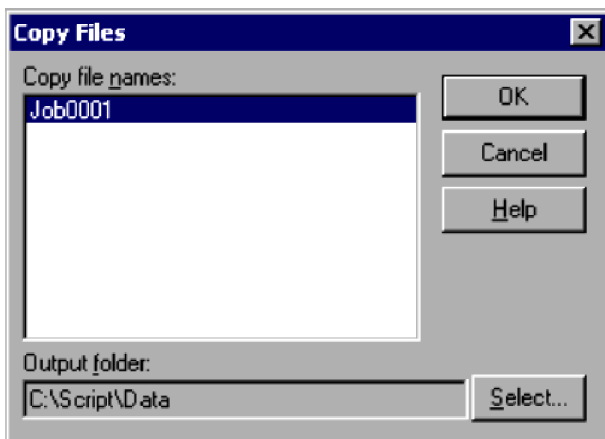 Copy Files
Copy file names:
OK
Job0001
Cancel
Help
Output folder:
C:\Script\Data
Select...